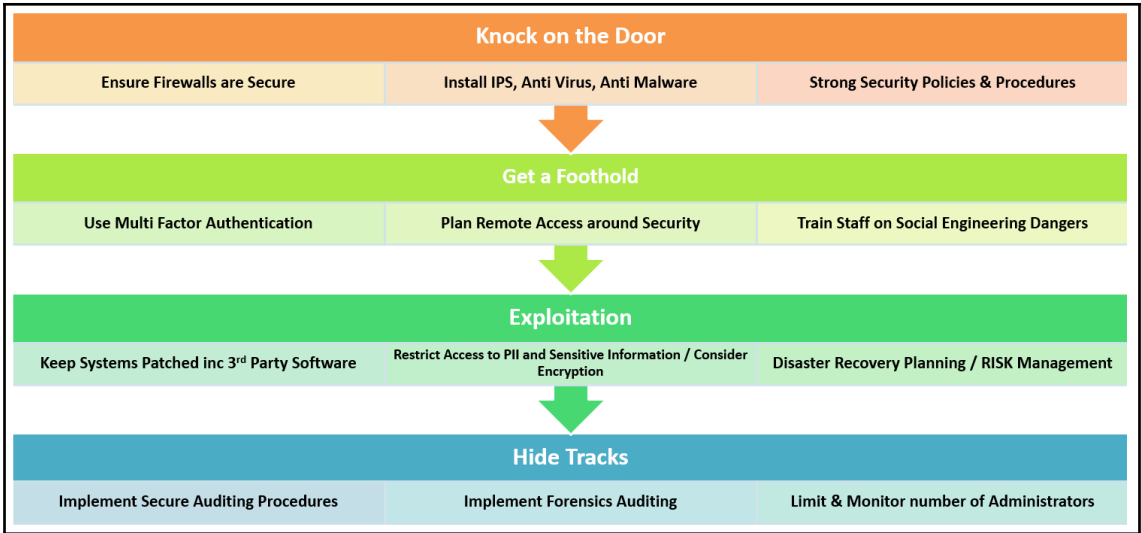 Knock on the Door
Ensure Firewalls are Secure
Install IPS, Anti Virus, Anti Malware
Strong Security Policies & Procedures
Get a Foothold
Use Multi Factor Authentication
Plan Remote Access around Security
Train Staff on Social Engineering Dangers
Exploitation
Keep Systems Patched inc 3rd Party Software
Restrict Access to PII and Sensitive Information / Consider
Encryption
Disaster Recovery Planning / RISK Management
Hide Tracks
Implement Secure Auditing Procedures
Implement Forensics Auditing
Limit & Monitor number of Administrators